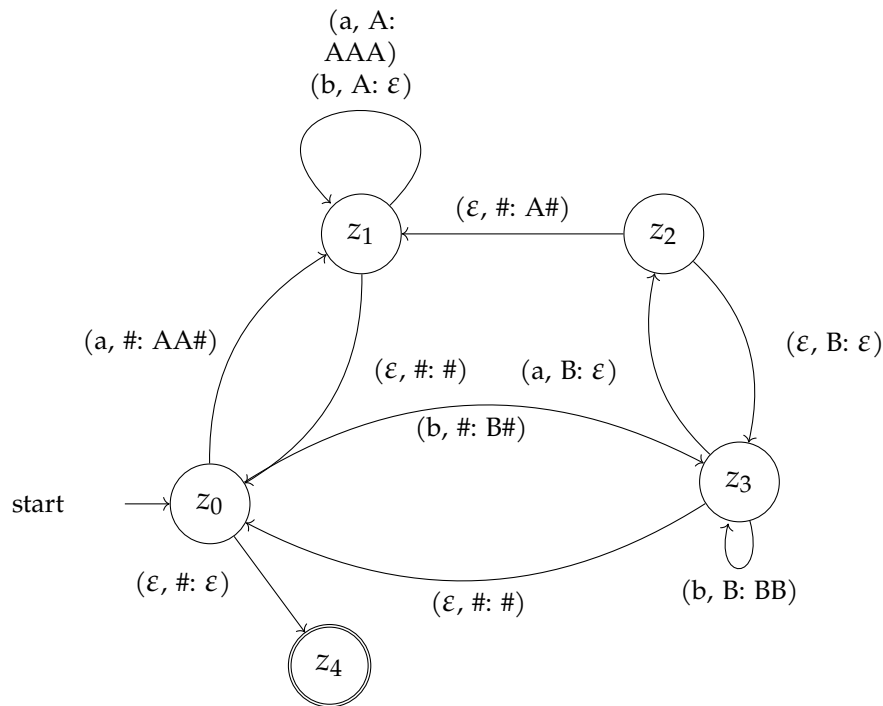 (a, A:
AAA)
(b, A: ε)
z1
(ε, #: A#)
z2
(a, #: AA#)
(ε, #: #)
(a, B: ε)
(ε, B: ε)
(b, #: B#)
start
z0
z3
(ε, #: ε)
(ε, #: #)
(b, B: BB)
z4